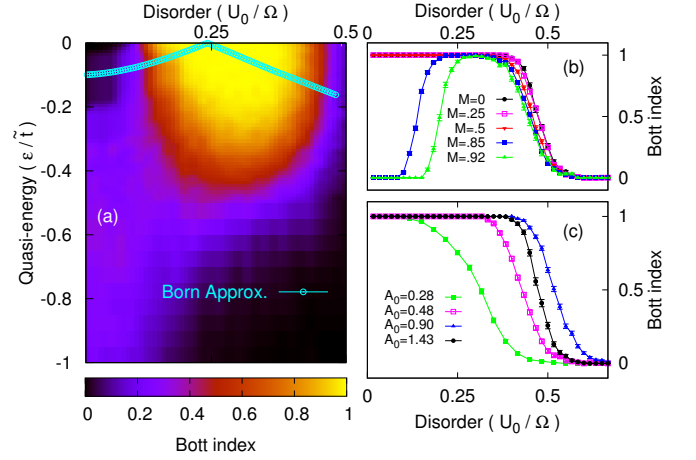 Disorder ( U0 / Ω )
0 0.25 0.5
Quasi-energy ( ε / t̃ )
0
-0.2
-0.4
-0.6
-0.8
-1
(a)
Born Approx.
0 0.2 0.4 0.6 0.8 1
Bott index
Disorder ( U0 / Ω )
0 0.25 0.5
(b)
M=0
M=.25
M=.5
M=.85
M=.92
1
0.5
0
Bott index
(c)
A0=0.28
A0=0.48
A0=0.90
A0=1.43
1
0.5
0
Bott index
0 0.25 0.5
Disorder ( U0 / Ω )